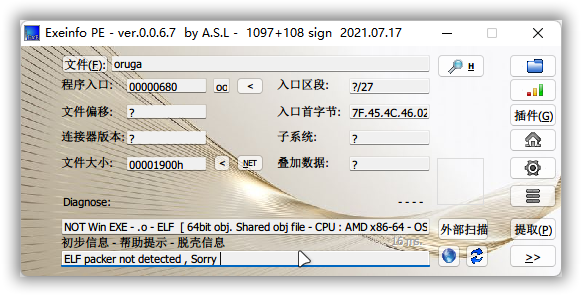 Exeinfo PE - ver.0.0.6.7 by A.S.L - 1097+108 sign 2021.07.17
文件(F): oruga H
程序入口: 00000680 oc < 入口区段: ?/27
文件偏移: ? 入口首字节: 7F.45.4C.46.02
插件(G)
连接器版本: ? 子系统: ?
文件大小: 00001900h < NET 叠加数据: ?
Diagnose: ----
NOT Win EXE - .o - ELF [ 64bit obj. Shared obj file - CPU : AMD x86-64 - OS 外部扫描 提取(P)
初步信息 - 帮助提示 - 脱壳信息
ELF packer not detected , Sorry >>